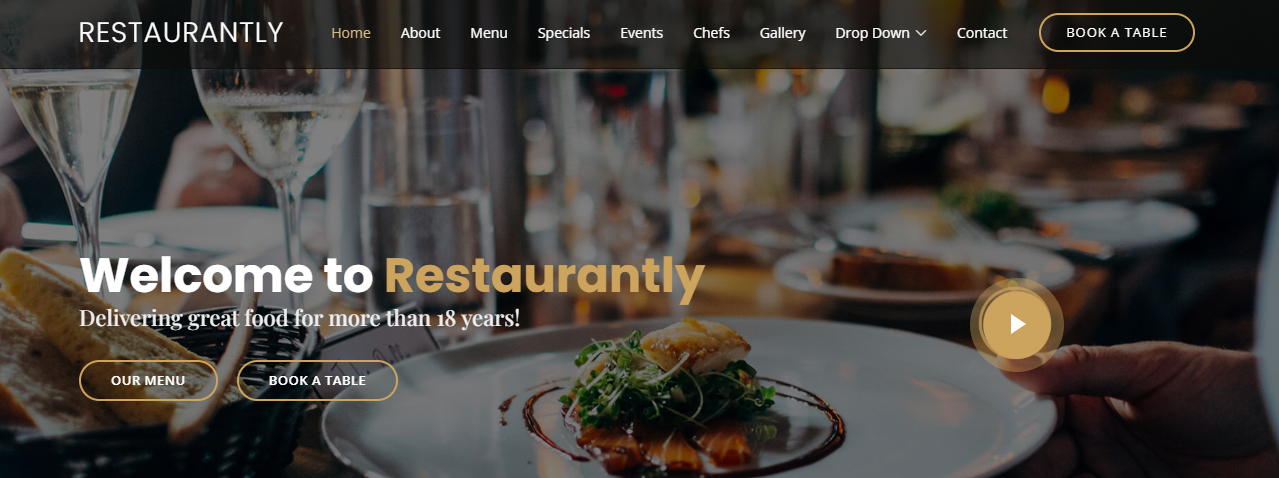 RESTAURANTLY Home About Menu Specials Events Chefs Gallery Drop Down Contact BOOK A TABLE
Welcome to Restaurantly
Delivering great food for more than 18 years!
OUR MENU BOOK A TABLE